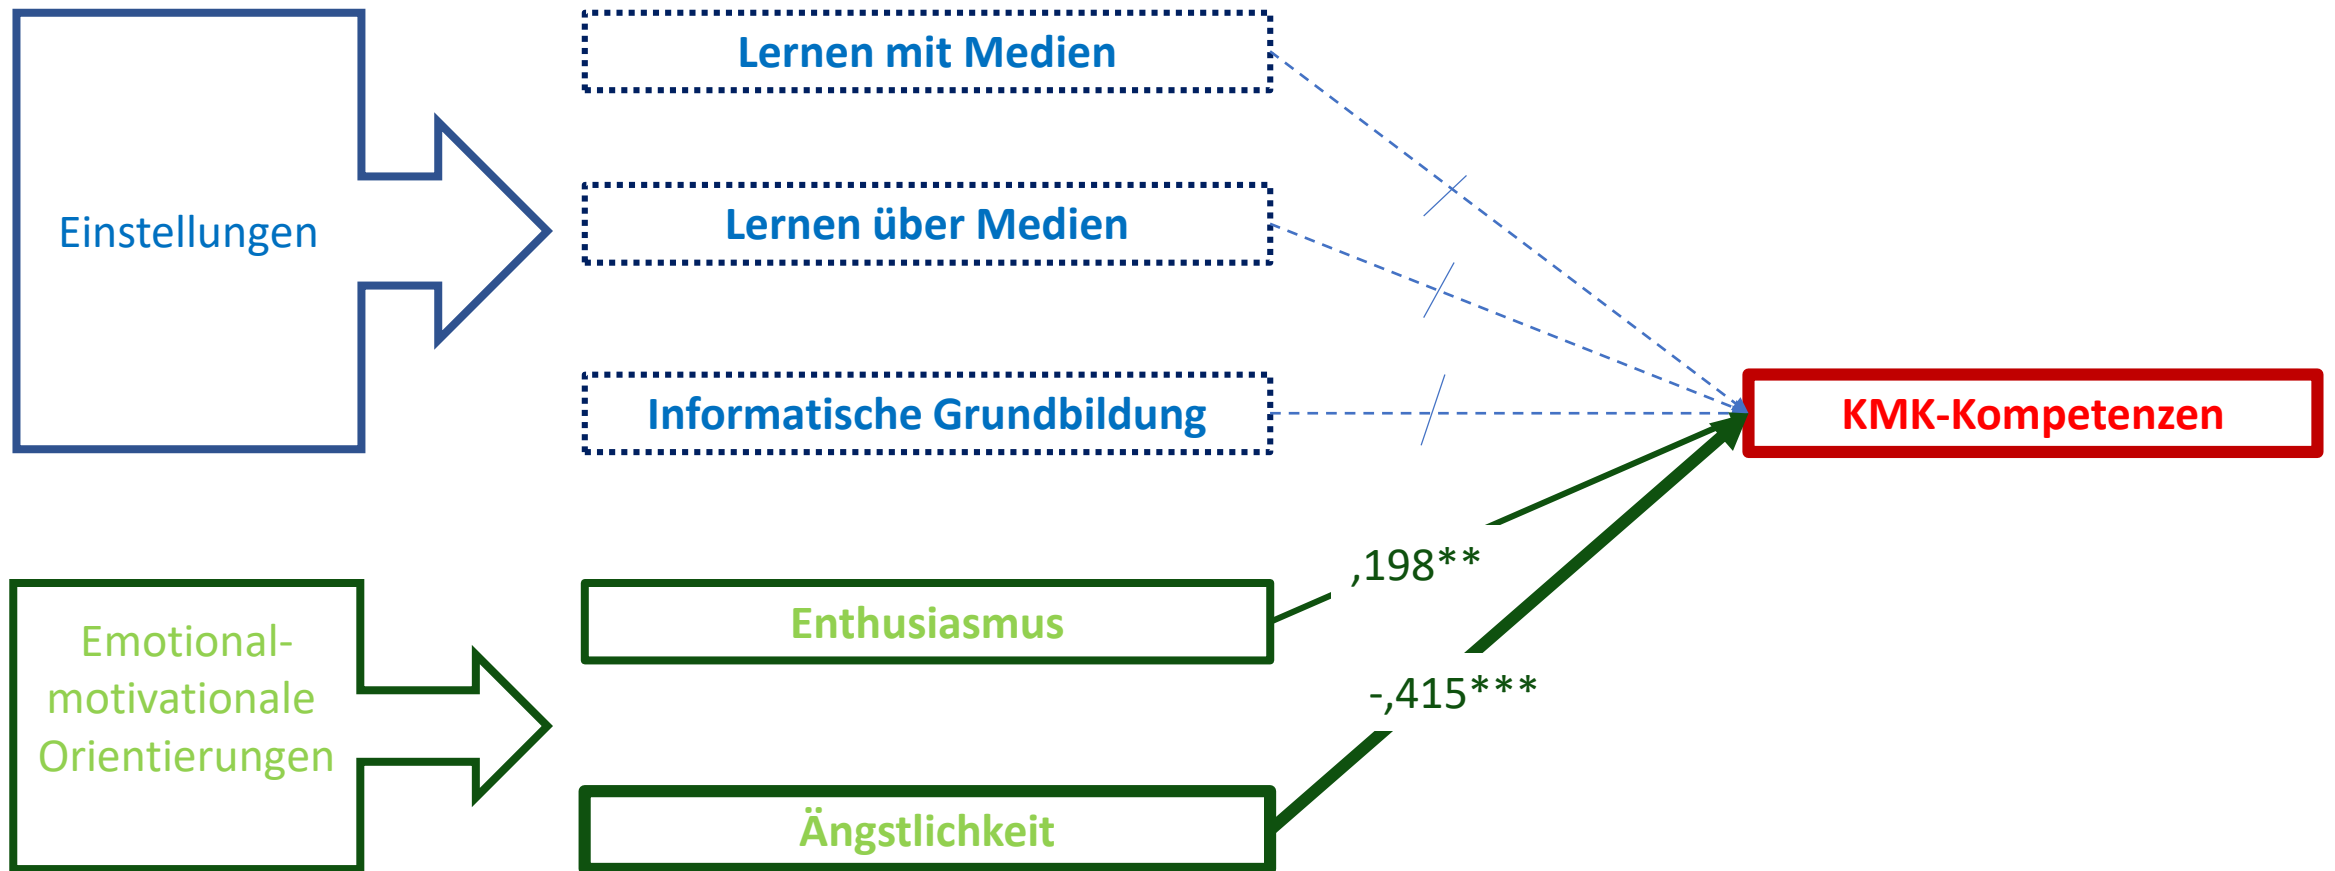 Lernen mit Medien
Lernen über Medien
Einstellungen
Informatische Grundbildung
KMK-Kompetenzen
,198**
Enthusiasmus
Emotional-
motivationale
Orientierungen
-,415***
Ängstlichkeit